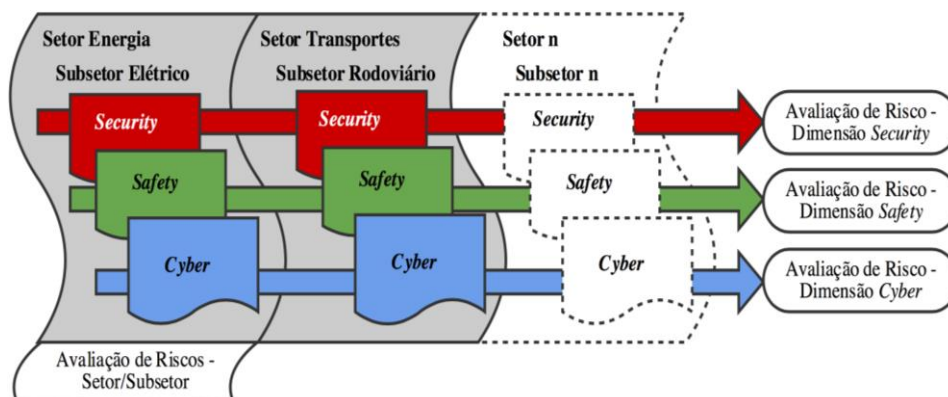 Setor Energia
Subsetor Elétrico
Setor Transportes
Subsetor Rodoviário
Setor n
Subsetor n
Security
Security
Security
Avaliação de Risco -
Dimensão Security
Safety
Safety
Safety
Avaliação de Risco -
Dimensão Safety
Cyber
Cyber
Cyber
Avaliação de Risco -
Dimensão Cyber
Avaliação de Riscos -
Setor/Subsetor